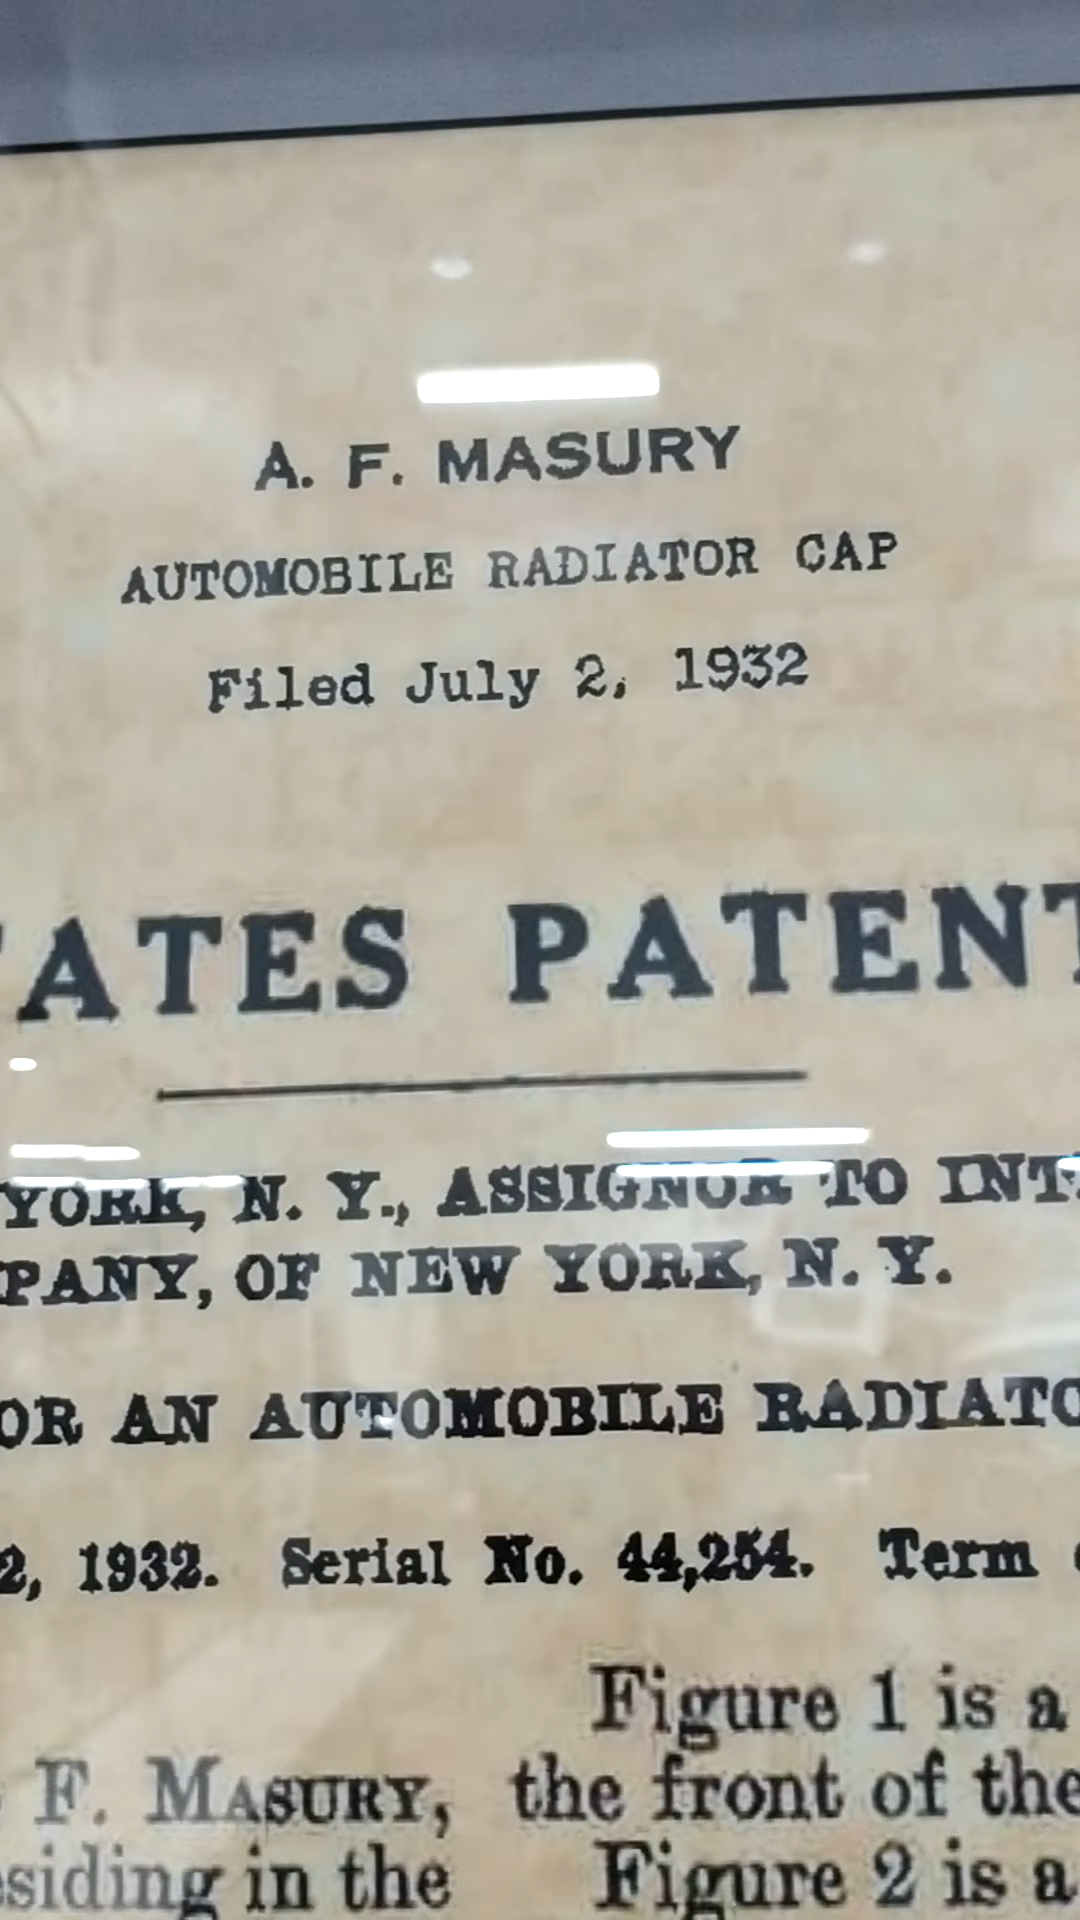 A. F. MASURY
AUTOMOBILE RADIATOR CAP
Filed July 2, 1932
ATES PATENT
YORK, N. Y., ASSIGNOR TO INT
PANY, OF NEW YORK, N. Y.
OR AN AUTOMOBILE RADIATO
2, 1932. Serial No. 44,254. Term
Figure 1 is a
F. MASURY, the front of the
siding in the Figure 2 is a